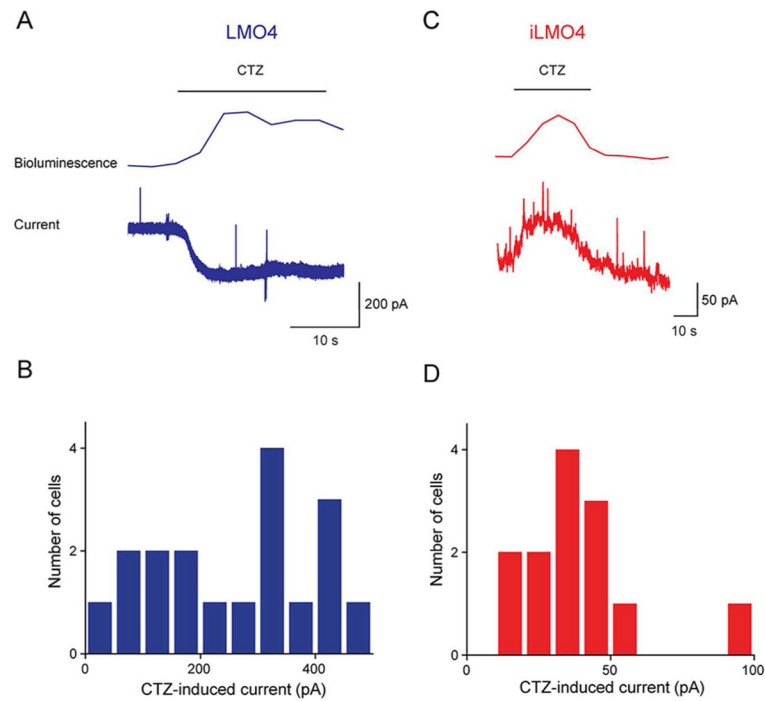 A
LMO4
CTZ
Bioluminescence
Current
200 pA
10 s
C
iLMO4
CTZ
50 pA
10 s
B
Number of cells
4
2
0
0
200
400
CTZ-induced current (pA)
D
Number of cells
4
2
0
0
50
100
CTZ-induced current (pA)